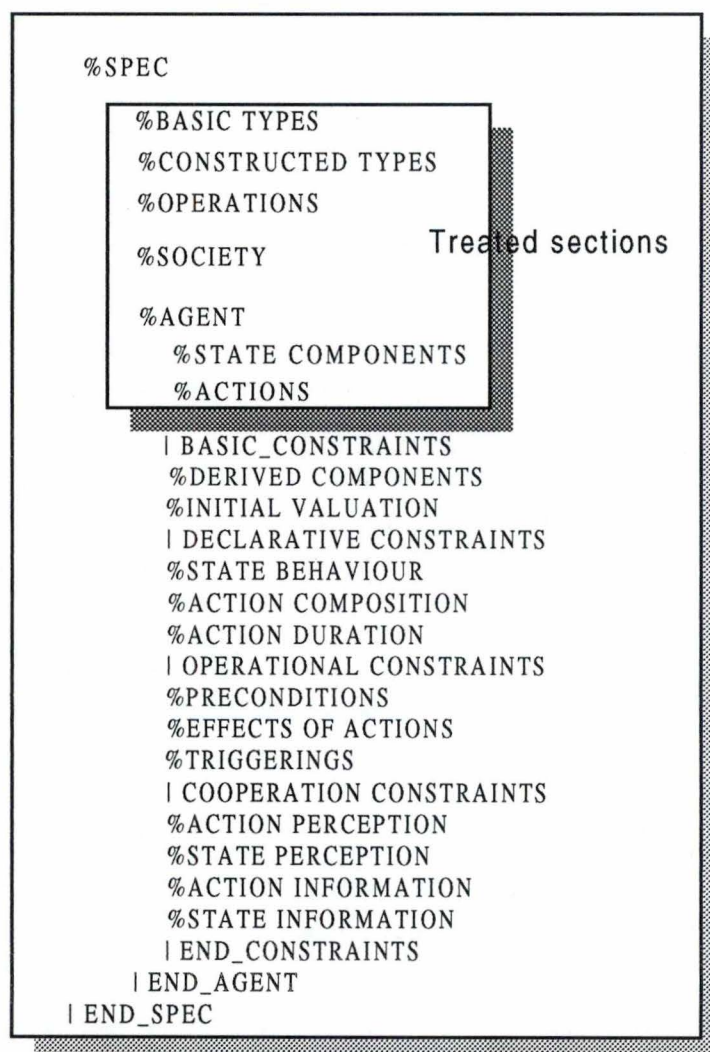 %SPEC
%BASIC TYPES
%CONSTRUCTED TYPES
%OPERATIONS
Treated sections
%SOCIETY
%AGENT
%STATE COMPONENTS
%ACTIONS
| BASIC_CONSTRAINTS
%DERIVED COMPONENTS
%INITIAL VALUATION
| DECLARATIVE CONSTRAINTS
%STATE BEHAVIOUR
%ACTION COMPOSITION
%ACTION DURATION
| OPERATIONAL CONSTRAINTS
%PRECONDITIONS
%EFFECTS OF ACTIONS
%TRIGGERINGS
| COOPERATION CONSTRAINTS
%ACTION PERCEPTION
%STATE PERCEPTION
%ACTION INFORMATION
%STATE INFORMATION
| END_CONSTRAINTS
| END_AGENT
| END_SPEC